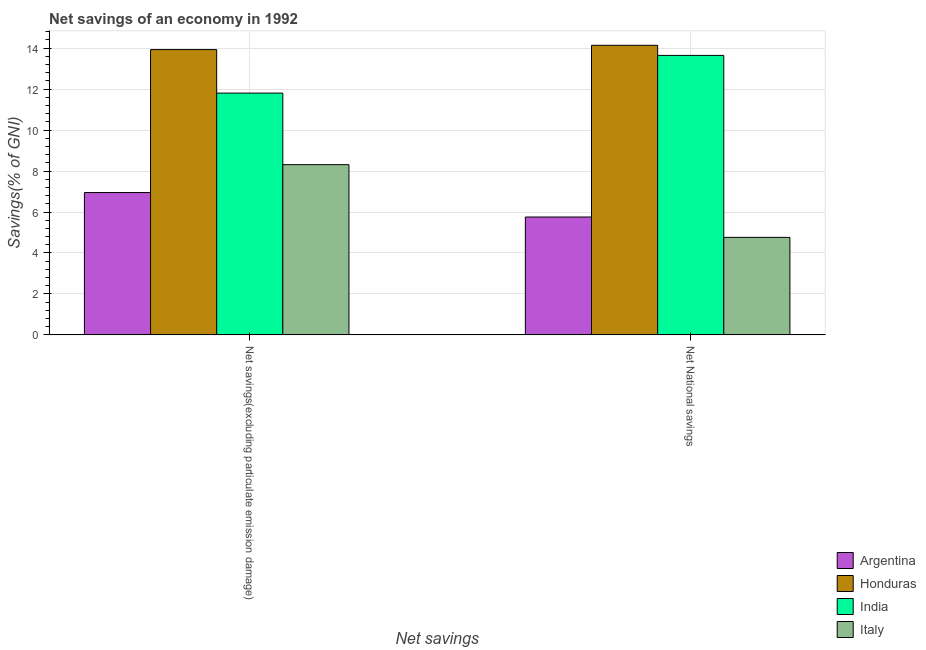 Net savings of an economy in 1992
Savings(% of GNI)
0
2
4
6
8
10
12
14
Net savings(excluding particulate emission damage)
Net National savings
Net savings
Argentina
Honduras
India
Italy